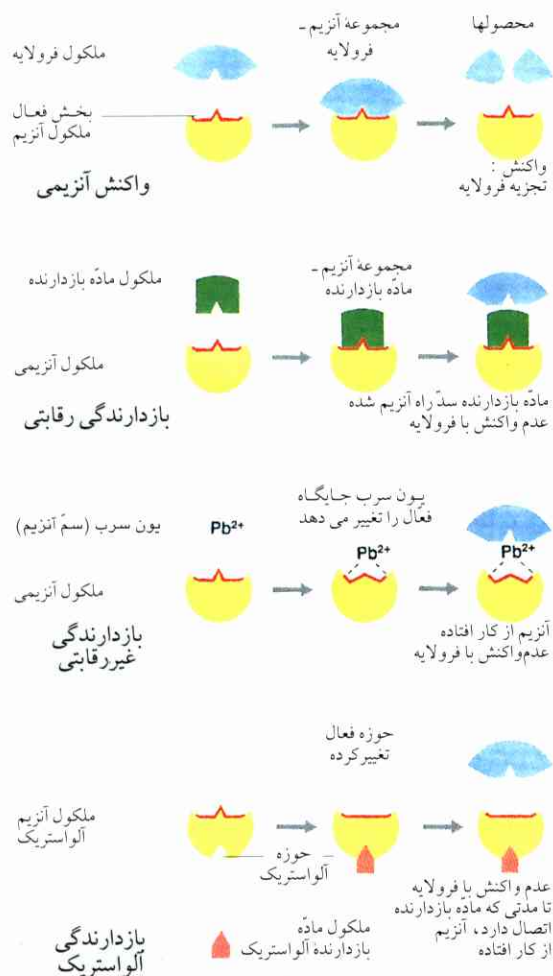 محصولها
مجموعهٔ آنزیم ـ
فرولایه
ملکول فرولایه
بخش فعال
ملکول آنزیم
واکنش :
تجزیه فرولایه
واکنش آنزیمی
مجموعهٔ آنزیم ـ
مادّه بازدارنده
ملکول مادّه بازدارنده
ملکول آنزیمی
مادّه بازدارنده سدّ راه آنزیم شده
عدم واکنش با فرولایه
بازدارندگی رقابتی
یون سرب جایگاه
فعّال را تغییر می دهد
یون سرب (سمّ آنزیم)
Pb²⁺
Pb²⁺
Pb²⁺
ملکول آنزیمی
آنزیم از کار افتاده
عدم‌واکنش با فرولایه
بازدارندگی
غیررقابتی
حوزه فعال
تغییرکرده
ملکول آنزیم
آلواستریک
حوزه
آلواستریک
عدم واکنش با فرولایه
تا مدتی که مادّه بازدارنده
اتصال دارد، آنزیم
از کار افتاده
ملکول مادّه
بازدارندهٔ آلواستریک
بازدارندگی
آلواستریک